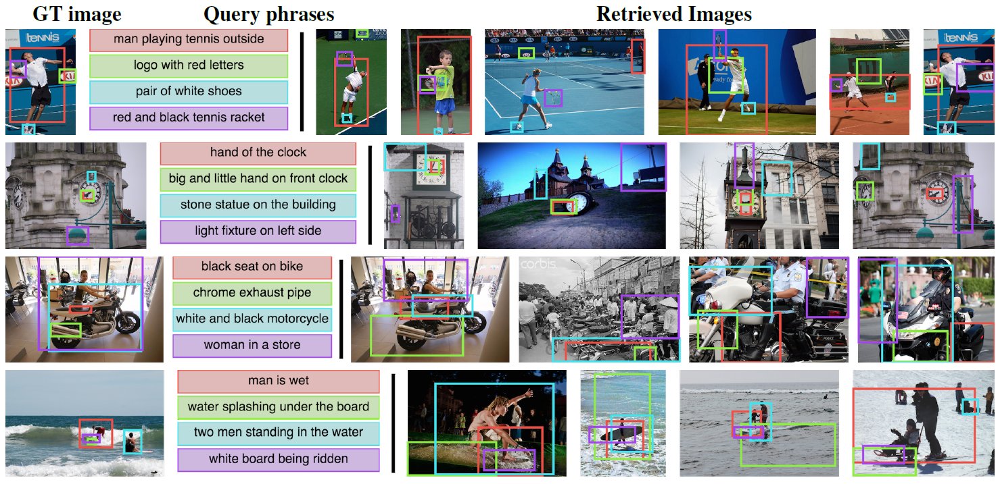 GT image Query phrases Retrieved Images
man playing tennis outside
logo with red letters
pair of white shoes
red and black tennis racket
tennis
KIA
tennis
KIA
hand of the clock
big and little hand on front clock
stone statue on the building
light fixture on left side
black seat on bike
chrome exhaust pipe
white and black motorcycle
woman in a store
corbis.
POLICE
man is wet
water splashing under the board
two men standing in the water
white board being ridden